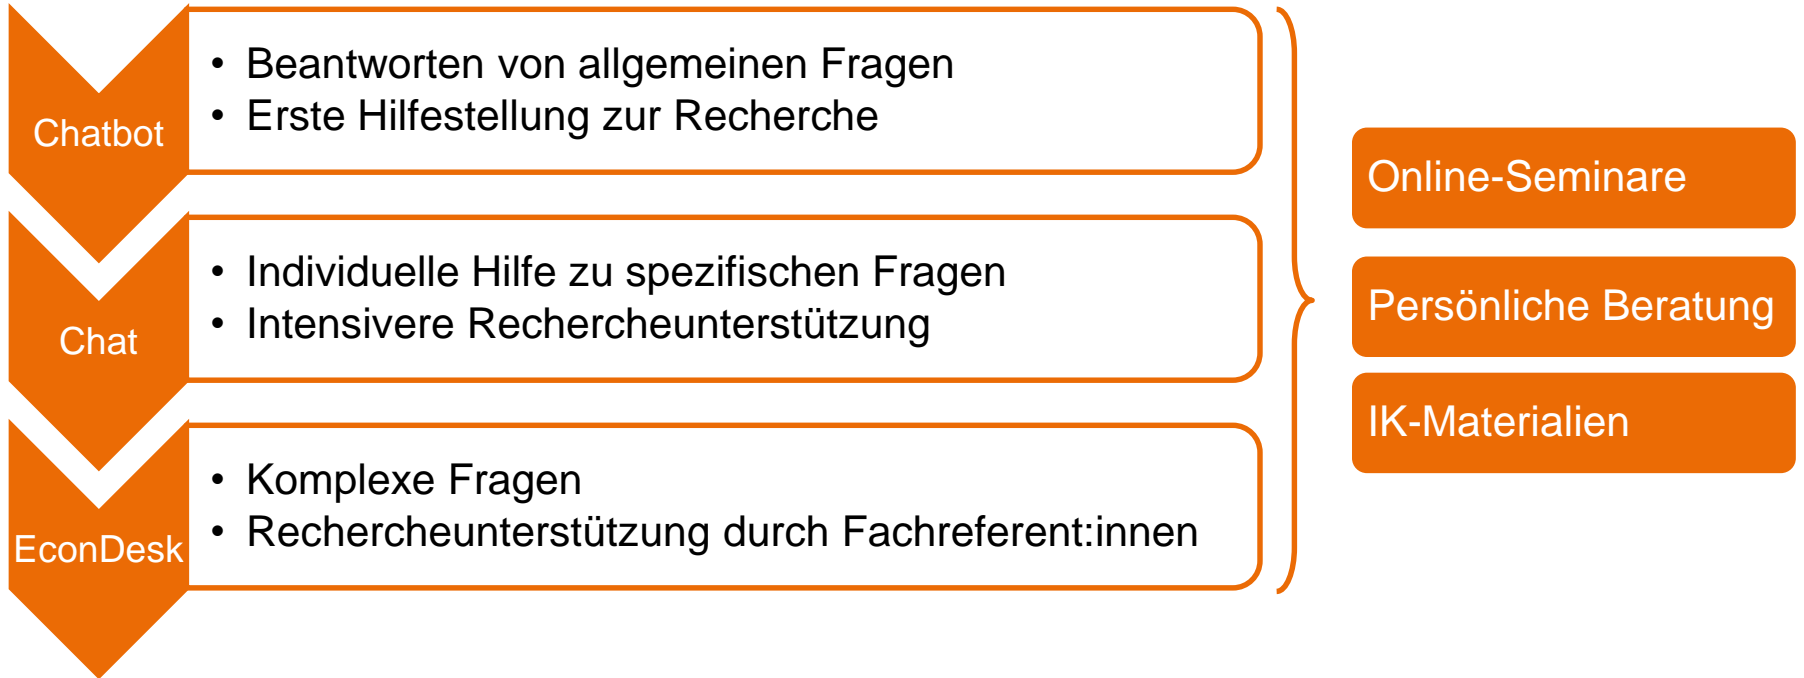 Chatbot
• Beantworten von allgemeinen Fragen
• Erste Hilfestellung zur Recherche
Chat
• Individuelle Hilfe zu spezifischen Fragen
• Intensivere Rechercheunterstützung
EconDesk
• Komplexe Fragen
• Rechercheunterstützung durch Fachreferent:innen
Online-Seminare
Persönliche Beratung
IK-Materialien